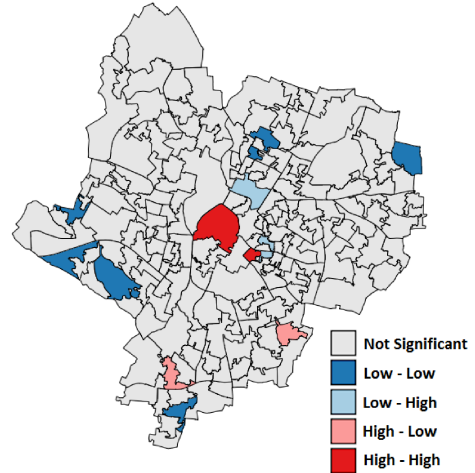 Not Significant
Low - Low
Low - High
High - Low
High - High